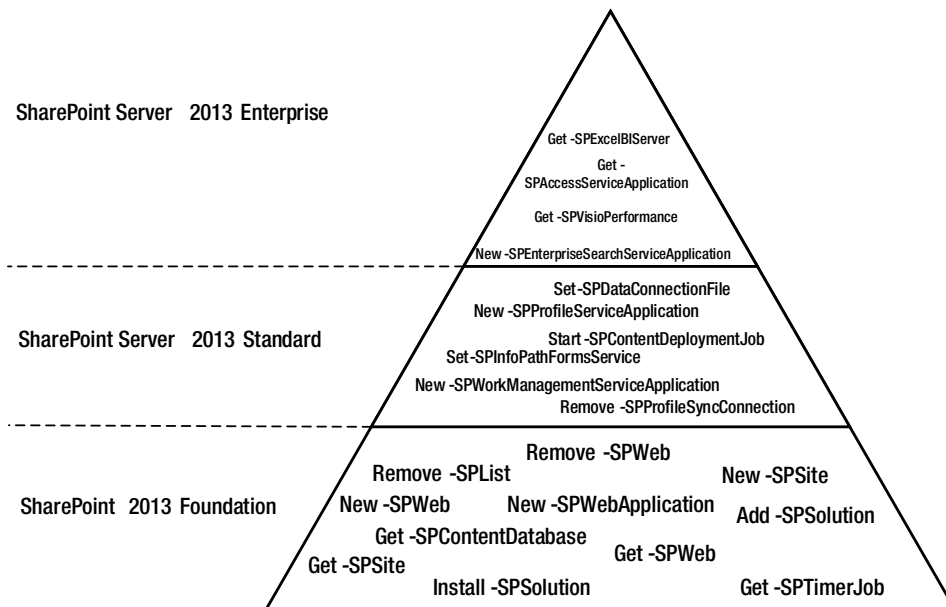 SharePoint Server 2013 Enterprise
Get -SPExcelBIServer
Get -
SPAccessServiceApplication
Get -SPVisioPerformance
New -SPEnterpriseSearchServiceApplication
SharePoint Server 2013 Standard
Set-SPDataConnectionFile
New -SPProfileServiceApplication
Start -SPContentDeploymentJob
Set-SPInfoPathFormsService
New -SPWorkManagementServiceApplication
Remove -SPProfileSyncConnection
SharePoint 2013 Foundation
Remove -SPWeb
Remove -SPList
New -SPSite
New -SPWeb
New -SPWebApplication
Add -SPSolution
Get -SPContentDatabase
Get -SPWeb
Get -SPSite
Install -SPSolution
Get -SPTimerJob